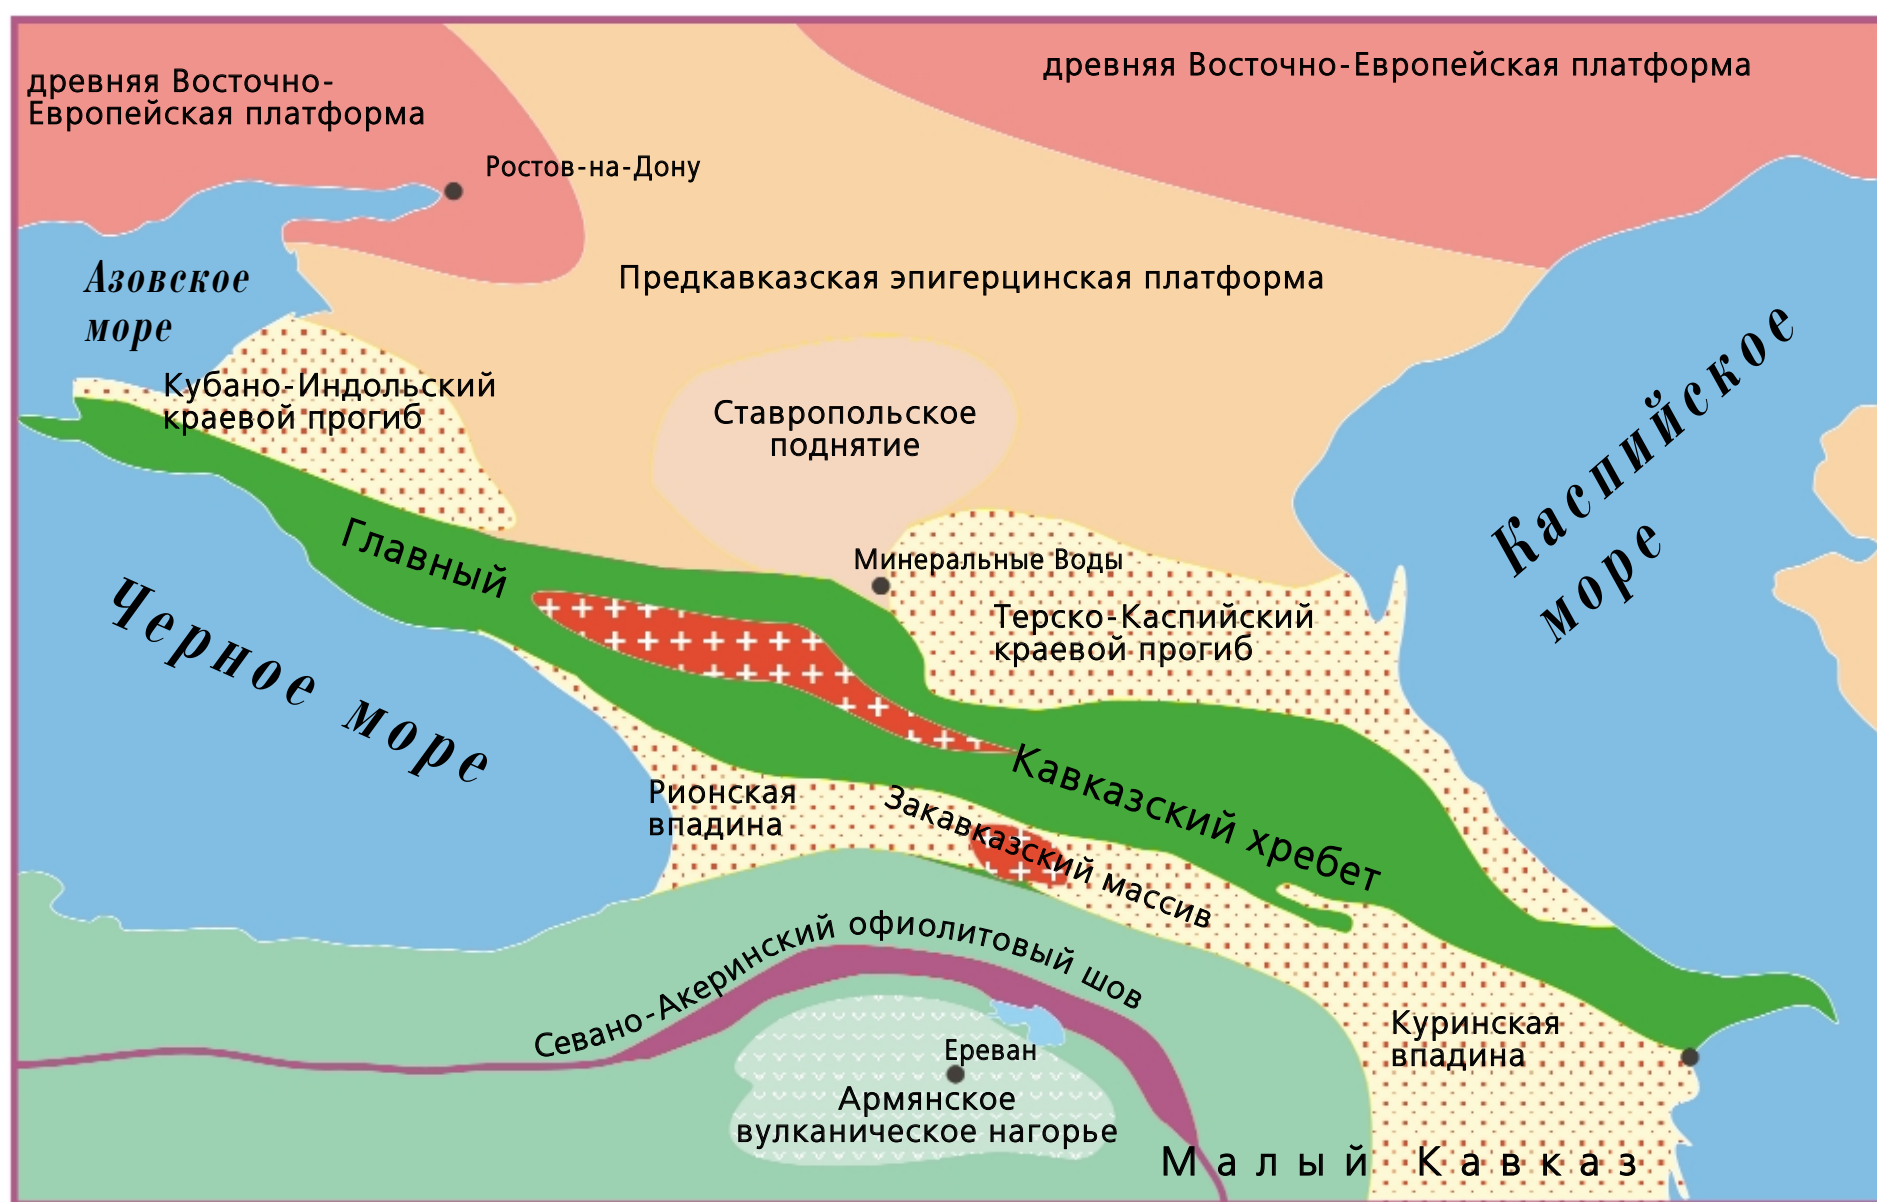 древняя Восточно-
Европейская платформа
древняя Восточно-Европейская платформа
Ростов-на-Дону
Азовское
море
Предкавказская эпигерцинская платформа
Каспийское
море
Кубано-Индольский
краевой прогиб
Ставропольское
поднятие
Главный
Минеральные Воды
Терско-Каспийский
краевой прогиб
Черное море
Кавказский хребет
Рионская
впадина
Закавказский массив
Севано-Акеринский офиолитовый шов
Куринская
впадина
Ереван
Армянское
вулканическое нагорье
Малый Кавказ